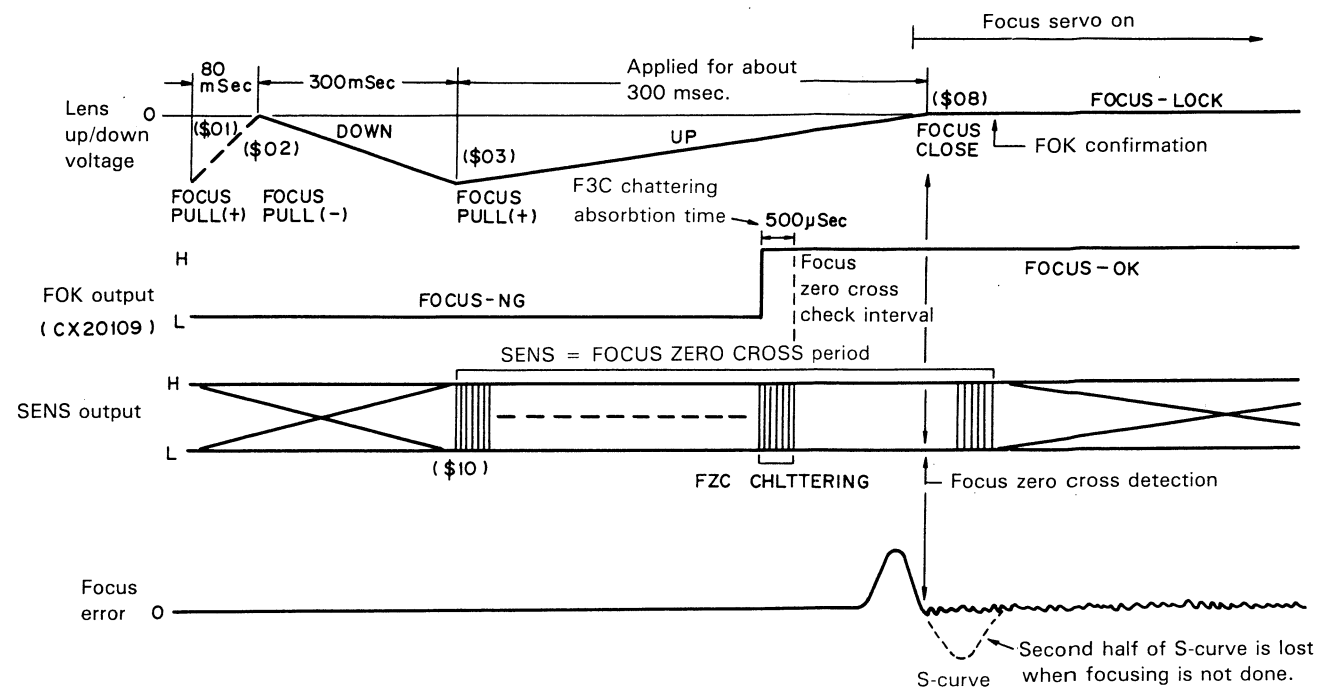 Focus servo on
80
mSec
300mSec
Applied for about
300 msec.
Lens
up/down
voltage
0
($01)
($02)
DOWN
($03)
UP
($08)
FOCUS-LOCK
FOCUS
CLOSE
FOK confirmation
FOCUS
PULL(+)
FOCUS
PULL(-)
FOCUS
PULL(+)
F3C chattering
absorbtion time
500μSec
H
FOK output
(CX20109)
L
FOCUS-NG
Focus
zero cross
check interval
FOCUS-OK
SENS = FOCUS ZERO CROSS period
H
SENS output
L
($10)
FZC CHLTTERING
Focus zero cross detection
Focus
error
0
S-curve
Second half of S-curve is lost
when focusing is not done.